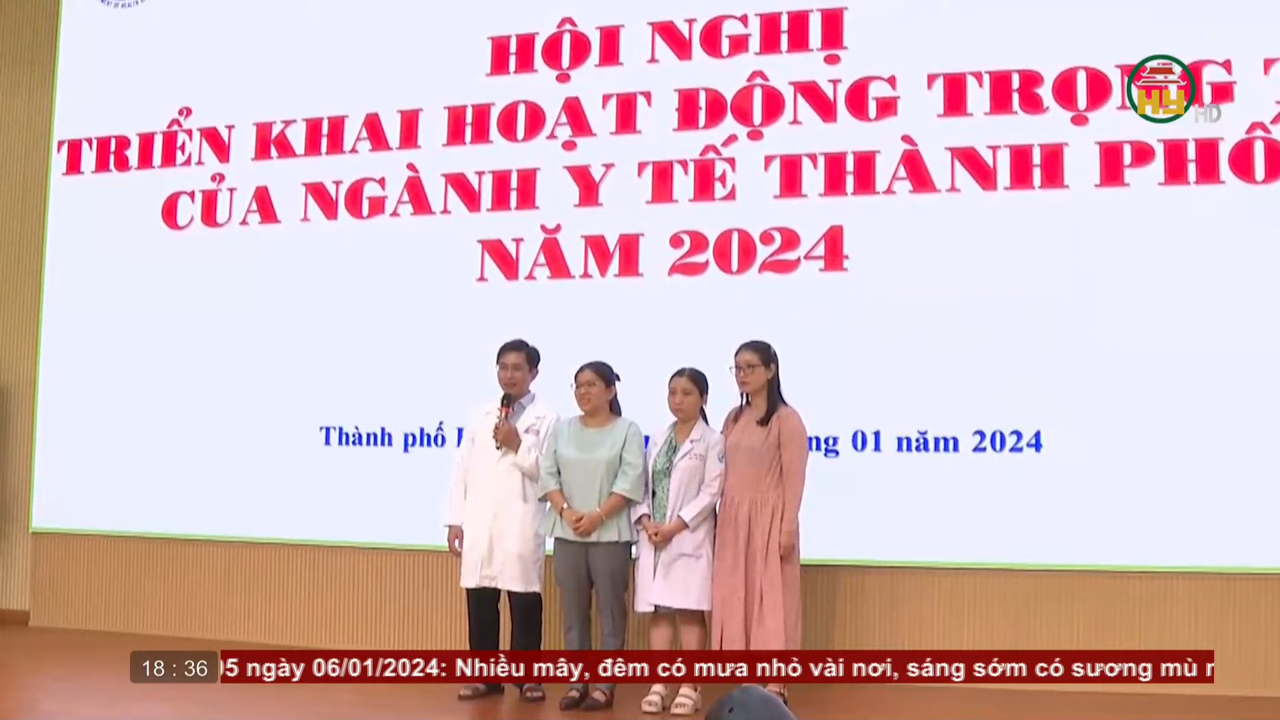 HỘI NGHỊ
TRIỂN KHAI HOẠT ĐỘNG TRỌNG
HY HD
CỦA NGÀNH Y TẾ THÀNH PHỐ
NĂM 2024
Thành phố 01 năm 2024
18 : 36 ngày 06/01/2024: Nhiều mây, đêm có mưa nhỏ vài nơi, sáng sớm có sương mù